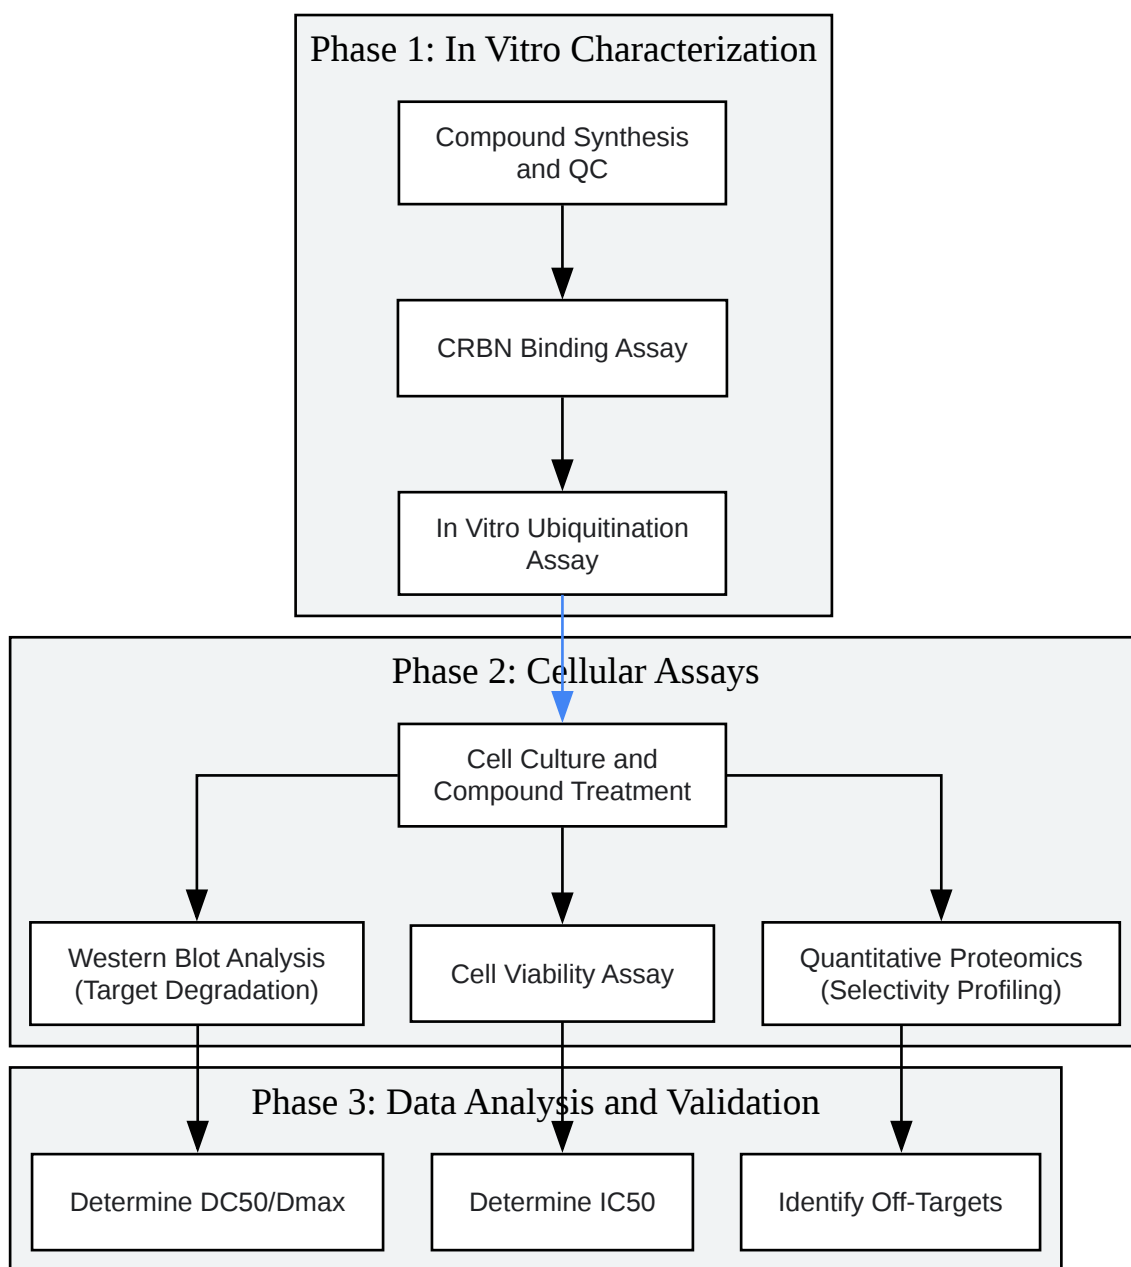 Phase 1: In Vitro Characterization
Compound Synthesis
and QC
CRBN Binding Assay
In Vitro Ubiquitination
Assay
Phase 2: Cellular Assays
Cell Culture and
Compound Treatment
Western Blot Analysis
(Target Degradation)
Cell Viability Assay
Quantitative Proteomics
(Selectivity Profiling)
Phase 3: Data Analysis and Validation
Determine DC50/Dmax
Determine IC50
Identify Off-Targets